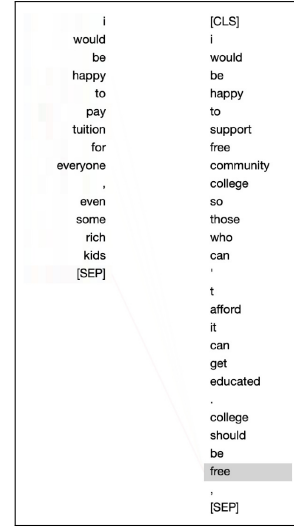 i
would
be
happy
to
pay
tuition
for
everyone
,
even
some
rich
kids
[SEP]
[CLS]
i
would
be
happy
to
support
free
community
college
so
those
who
can
'
t
afford
it
can
get
educated
.
college
should
be
free
,
[SEP]